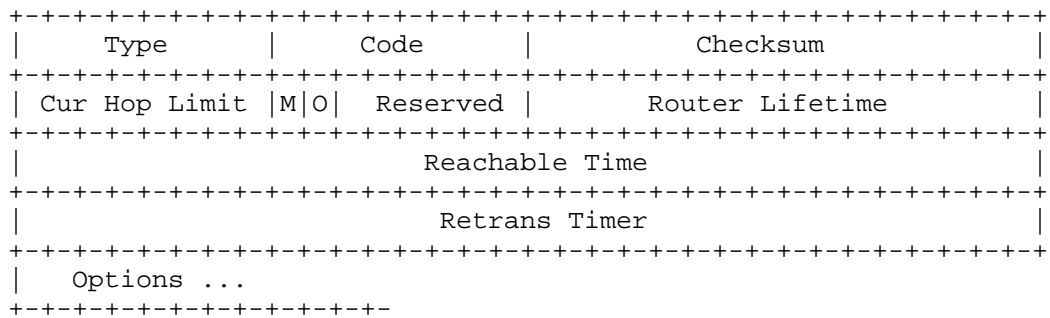 +-+-+-+-+-+-+-+-+-+-+-+-+-+-+-+-+-+-+-+-+-+-+-+-+-+-+-+-+-+-+-+-+
|     Type      |     Code      |          Checksum             |
+-+-+-+-+-+-+-+-+-+-+-+-+-+-+-+-+-+-+-+-+-+-+-+-+-+-+-+-+-+-+-+-+
| Cur Hop Limit |M|O|  Reserved |       Router Lifetime         |
+-+-+-+-+-+-+-+-+-+-+-+-+-+-+-+-+-+-+-+-+-+-+-+-+-+-+-+-+-+-+-+-+
|                         Reachable Time                        |
+-+-+-+-+-+-+-+-+-+-+-+-+-+-+-+-+-+-+-+-+-+-+-+-+-+-+-+-+-+-+-+-+
|                          Retrans Timer                        |
+-+-+-+-+-+-+-+-+-+-+-+-+-+-+-+-+-+-+-+-+-+-+-+-+-+-+-+-+-+-+-+-+
|   Options ...
+-+-+-+-+-+-+-+-+-+-+-+-